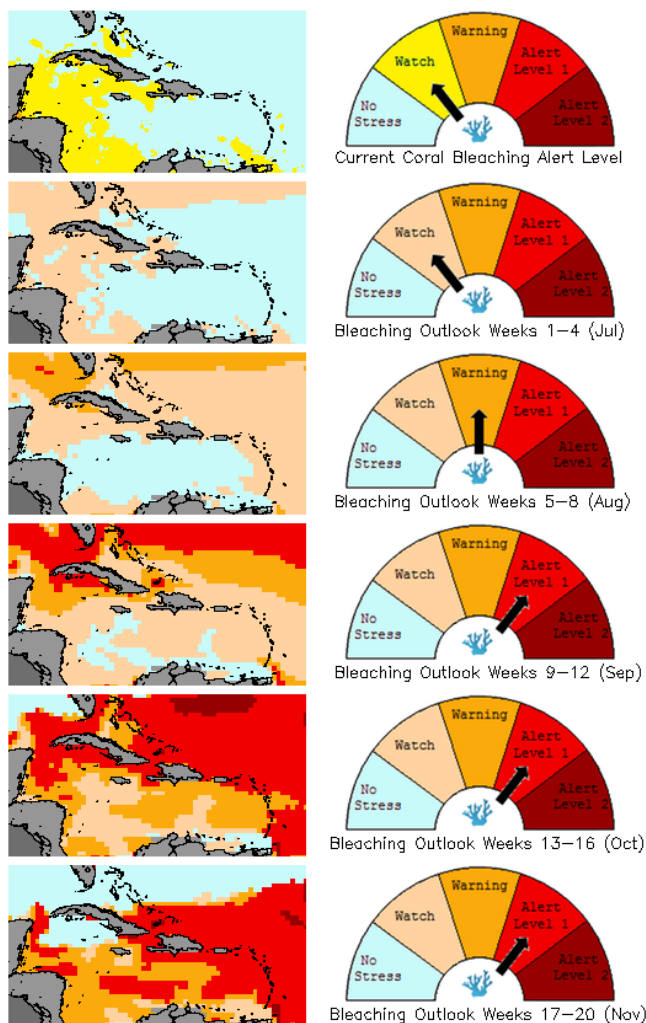 Warning
Watch
Alert
Level 1
No
Stress
Alert
Level 2
Current Coral Bleaching Alert Level
Warning
Watch
Alert
Level 1
No
Stress
Alert
Level 2
Bleaching Outlook Weeks 1-4 (Jul)
Warning
Watch
Alert
Level 1
No
Stress
Alert
Level 2
Bleaching Outlook Weeks 5-8 (Aug)
Warning
Watch
Alert
Level 1
No
Stress
Alert
Level 2
Bleaching Outlook Weeks 9-12 (Sep)
Warning
Watch
Alert
Level 1
No
Stress
Alert
Level 2
Bleaching Outlook Weeks 13-16 (Oct)
Warning
Watch
Alert
Level 1
No
Stress
Alert
Level 2
Bleaching Outlook Weeks 17-20 (Nov)